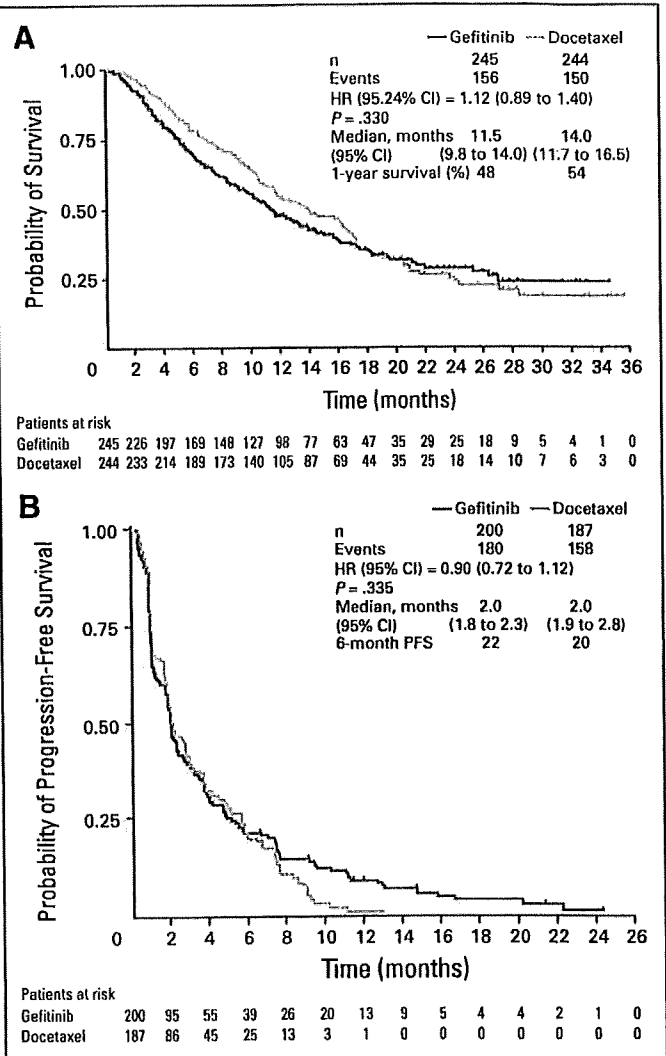 A
Gefitinib Docetaxel
n 245 244
Events 156 150
HR (95.24% CI) = 1.12 (0.89 to 1.40)
P = .330
Median, months 11.5 14.0
(95% CI) (9.8 to 14.0) (11.7 to 16.5)
1-year survival (%) 48 54
Probability of Survival
1.00
0.75
0.50
0.25
0 2 4 6 8 10 12 14 16 18 20 22 24 26 28 30 32 34 36
Time (months)
Patients at risk
Gefitinib 245 226 197 169 148 127 98 77 63 47 35 29 25 18 9 5 4 1 0
Docetaxel 244 233 214 189 173 140 105 87 69 44 35 25 18 14 10 7 6 3 0
B
Gefitinib Docetaxel
n 200 187
Events 180 158
HR (95% CI) = 0.90 (0.72 to 1.12)
P = .335
Median, months 2.0 2.0
(95% CI) (1.8 to 2.3) (1.9 to 2.8)
6-month PFS 22 20
Probability of Progression-Free Survival
1.00
0.75
0.50
0.25
0 2 4 6 8 10 12 14 16 18 20 22 24 26
Time (months)
Patients at risk
Gefitinib 200 95 55 39 26 20 13 9 5 4 4 2 1 0
Docetaxel 187 86 45 25 13 3 1 0 0 0 0 0 0 0